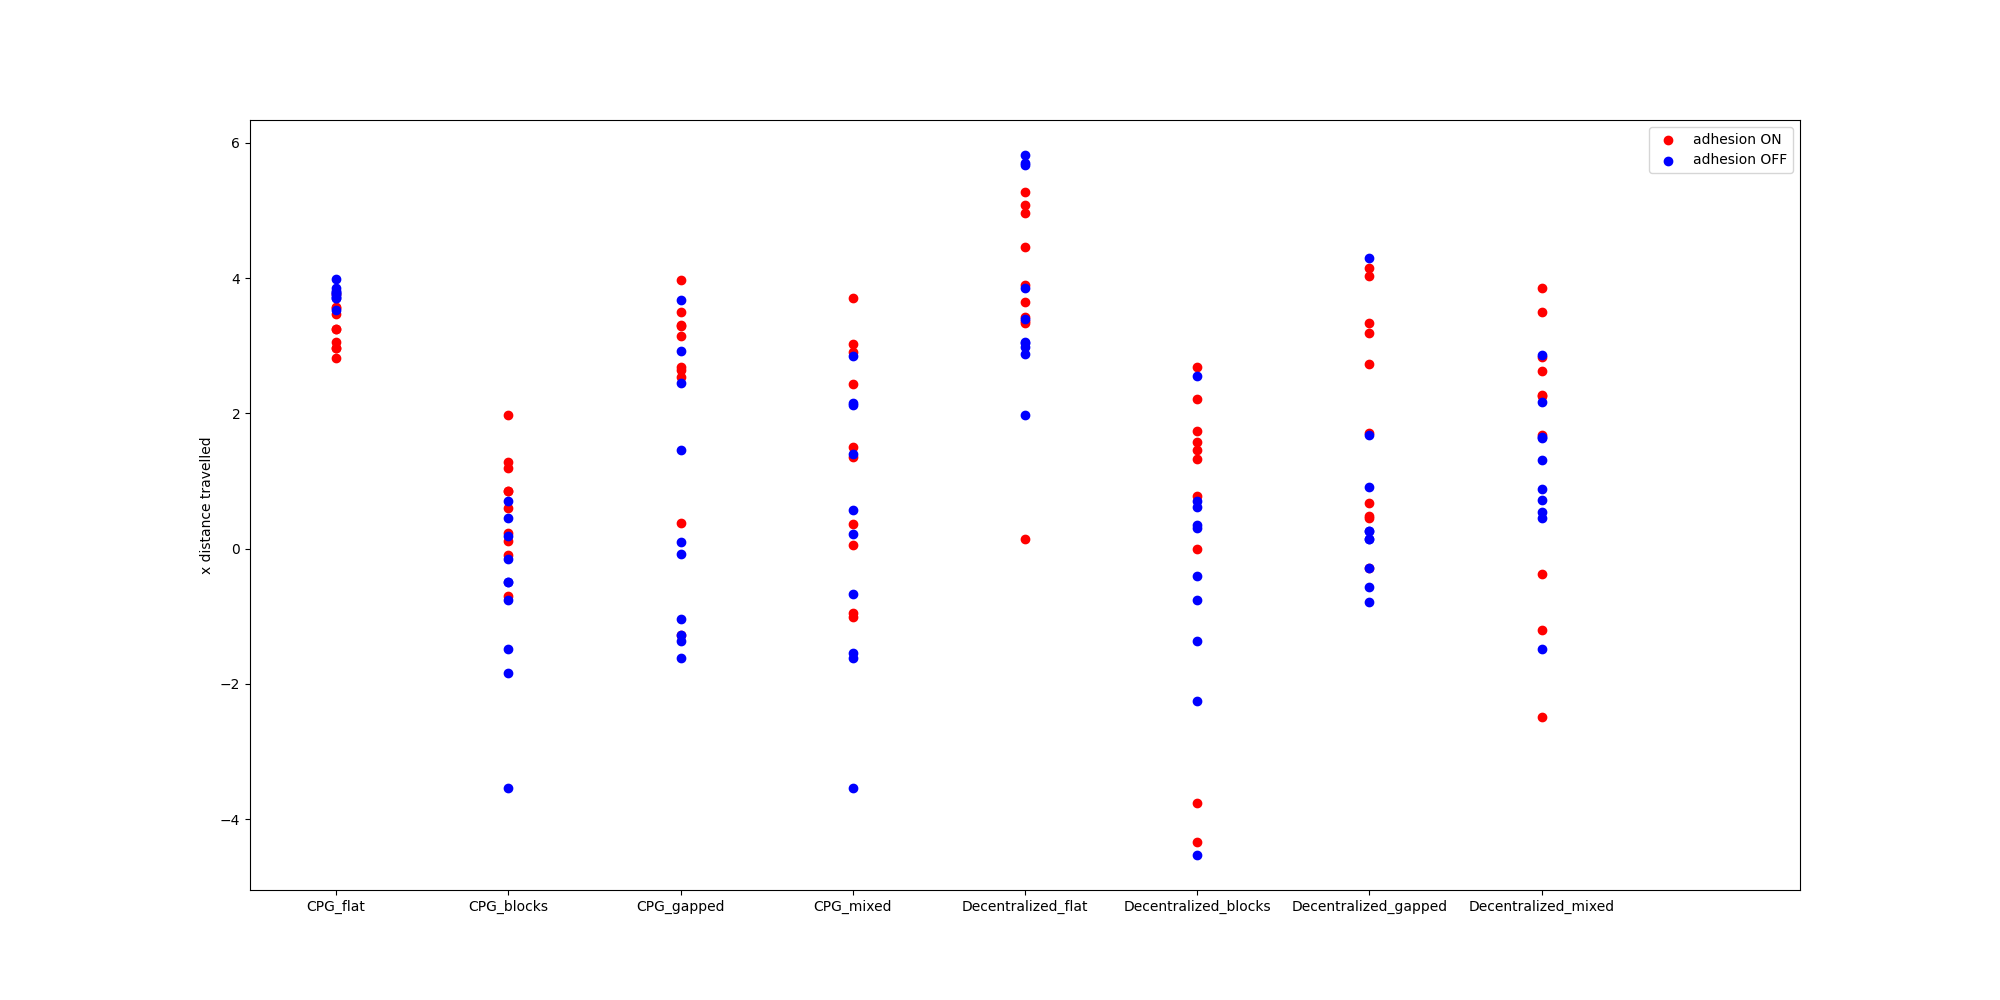 adhesion ON
adhesion OFF
6
4
2
0
−2
−4
x distance travelled
CPG_flat
CPG_blocks
CPG_gapped
CPG_mixed
Decentralized_flat
Decentralized_blocks
Decentralized_gapped
Decentralized_mixed